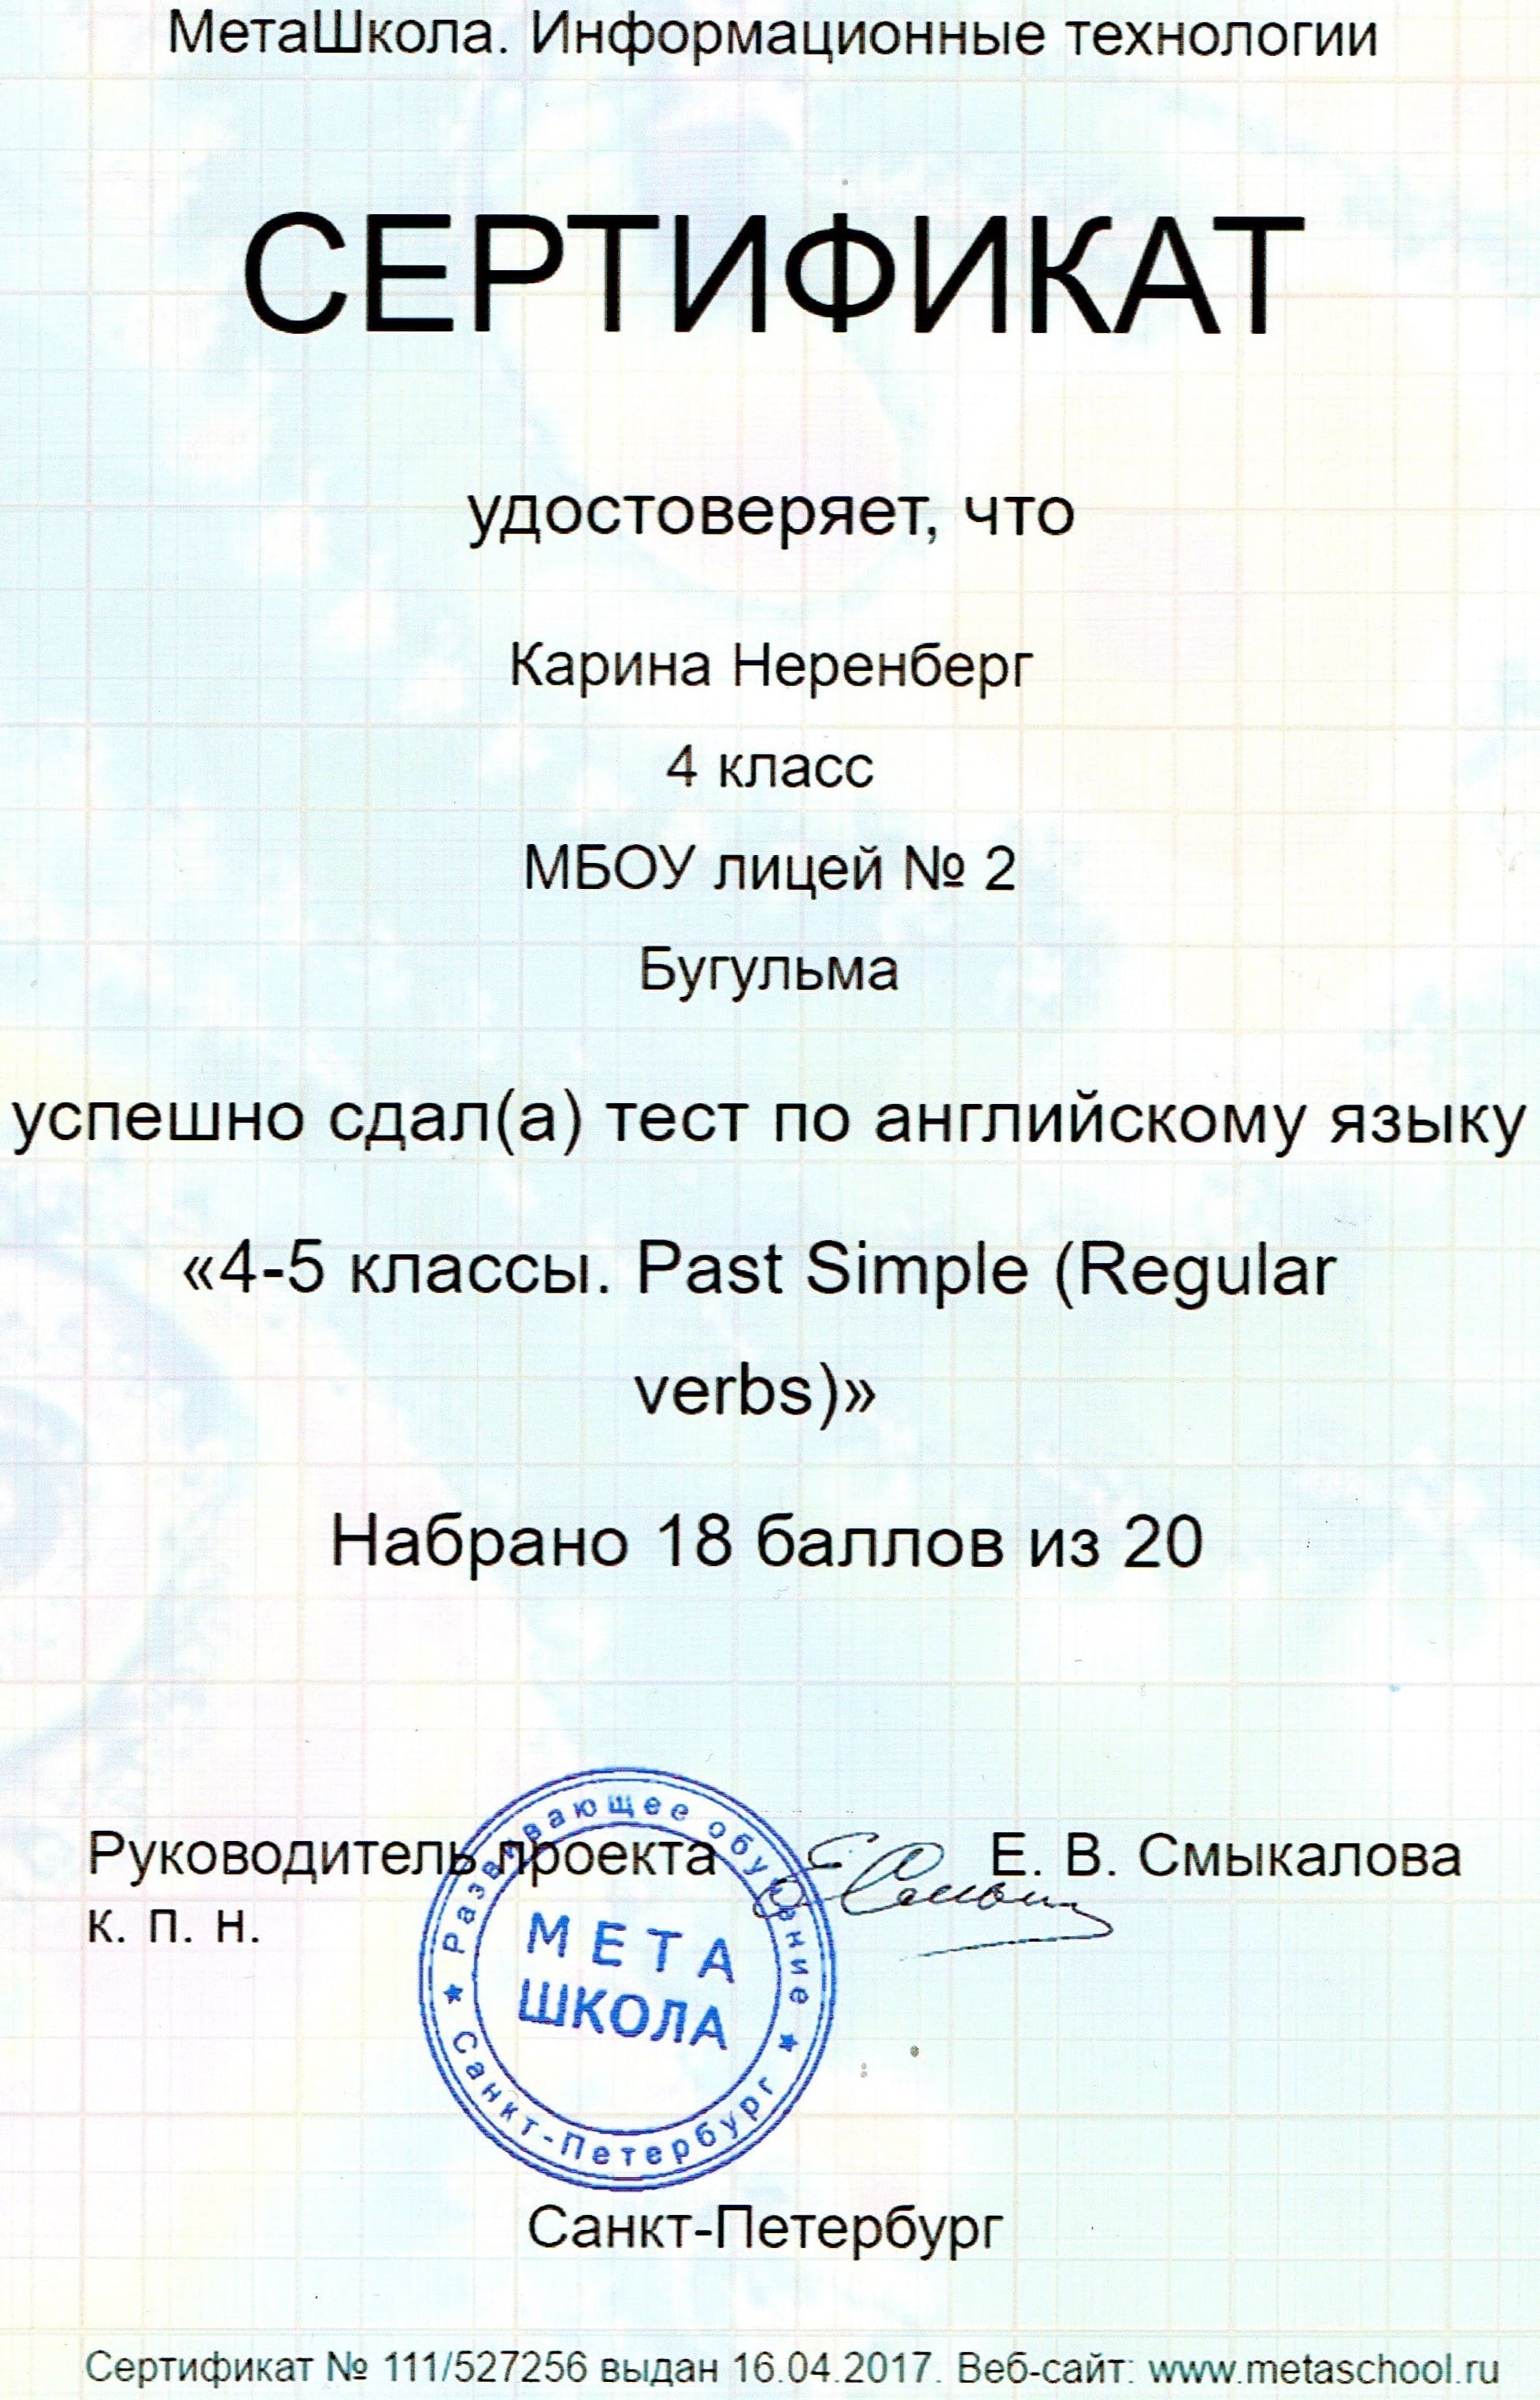 МетаШкола. Информационные технологии
СЕРТИФИКАТ
удостоверяет, что
Карина Неренберг
4 класс
МБОУ лицей № 2
Бугульма
успешно сдал(а) тест по английскому языку
«4-5 классы. Past Simple (Regular
verbs)»
Набрано 18 баллов из 20
Руководитель проекта Е. В. Смыкалова
к. п. н.
Развивающее обучение
МЕТА
ШКОЛА
Санкт-Петербург
Санкт-Петербург
Сертификат № 111/527256 выдан 16.04.2017. Веб-сайт: www.metaschool.ru